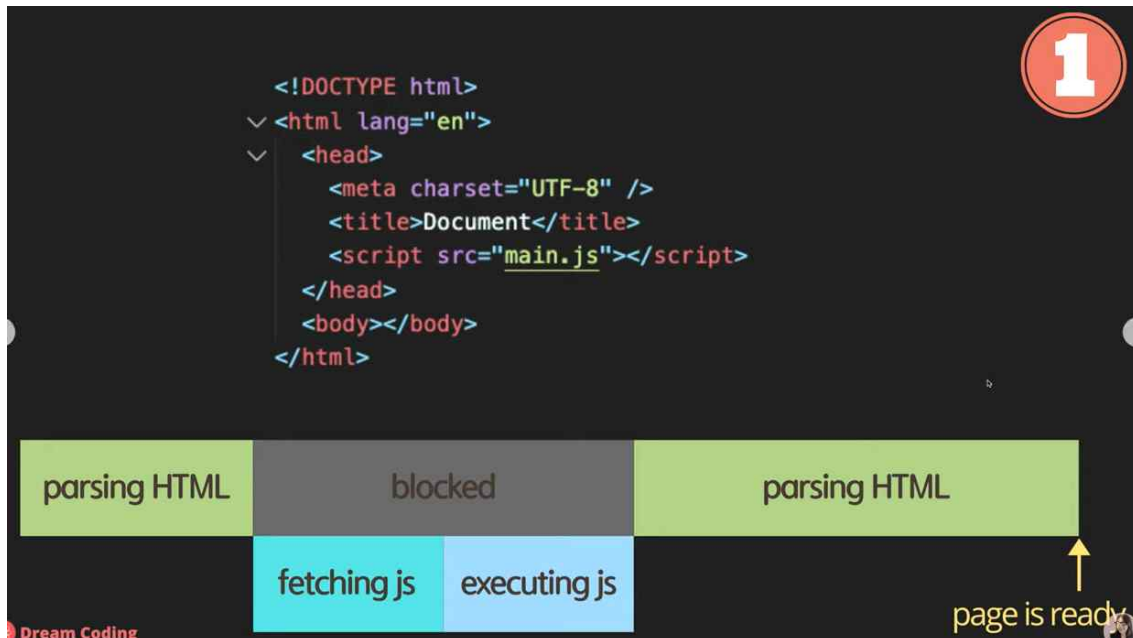 1
<!DOCTYPE html>
<html lang="en">
<head>
<meta charset="UTF-8" />
<title>Document</title>
<script src="main.js"></script>
</head>
<body></body>
</html>
parsing HTML blocked parsing HTML
fetching js executing js
page is ready
Dream Coding